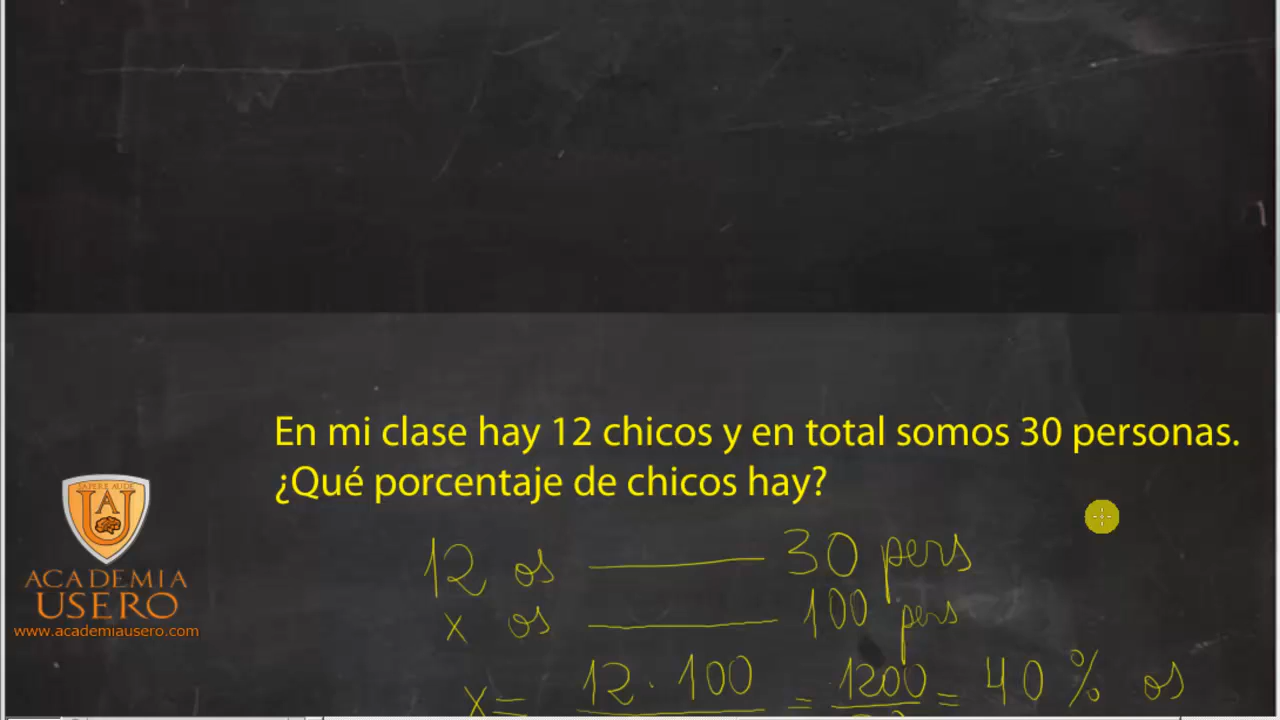 En mi clase hay 12 chicos y en total somos 30 personas.
¿Qué porcentaje de chicos hay?
12 os 30 pers
x os 100 pers
x = 12 · 100 = 1200 = 40 % os
SAPERE AUDE
UA
ACADEMIA
USERO
www.academiausero.com